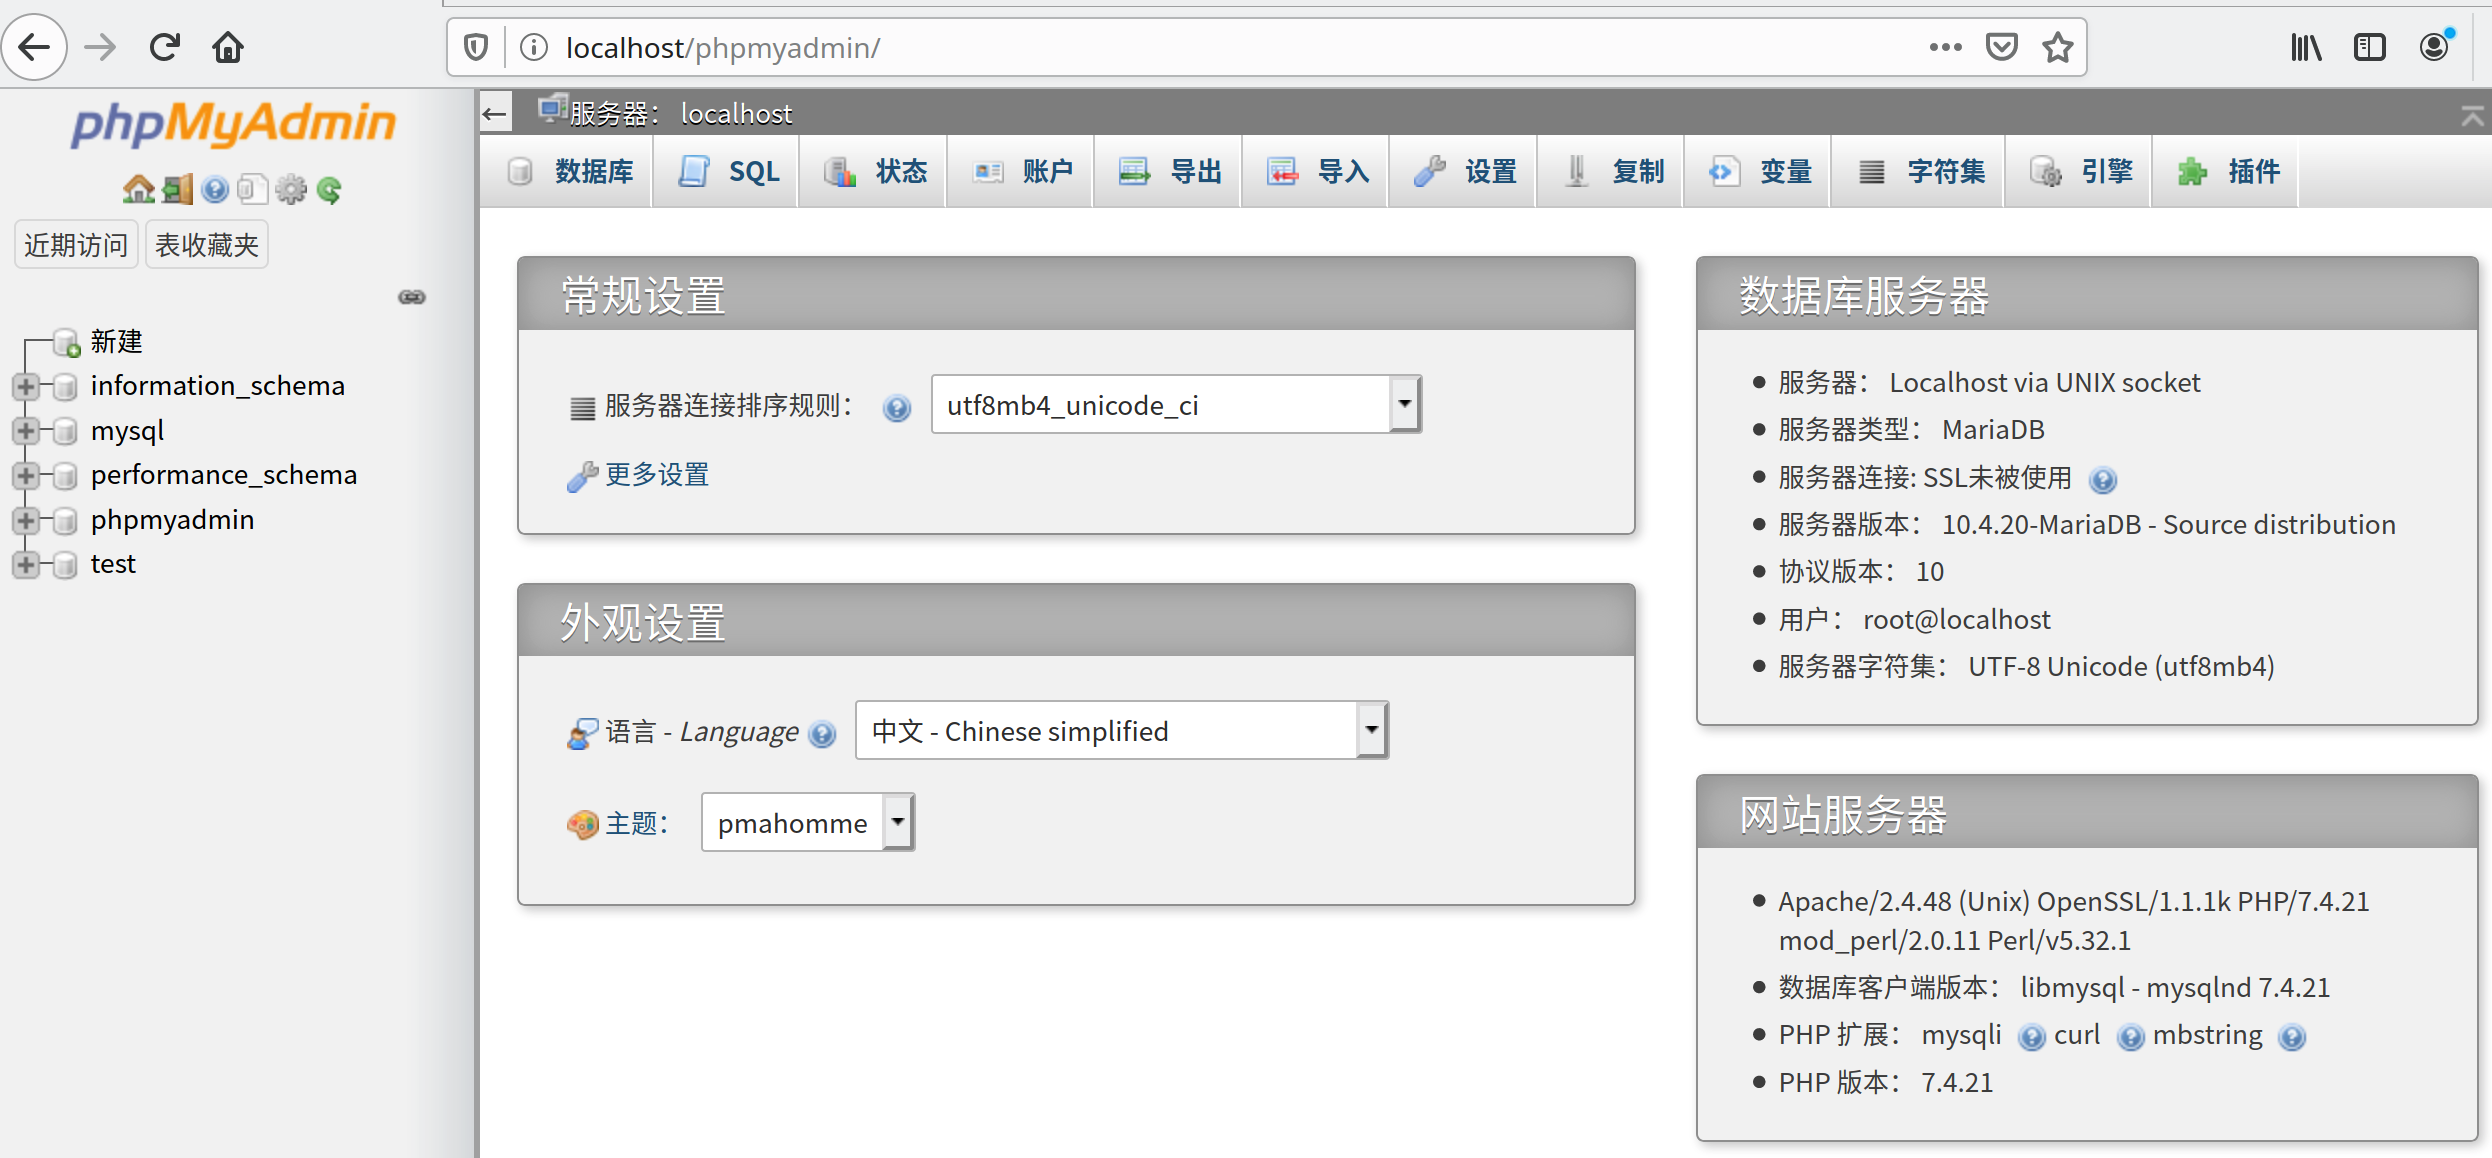 localhost/phpmyadmin/
phpMyAdmin
近期访问 表收藏夹
新建
information_schema
mysql
performance_schema
phpmyadmin
test
服务器： localhost
数据库 SQL 状态 账户 导出 导入 设置 复制 变量 字符集 引擎 插件
常规设置
服务器连接排序规则： utf8mb4_unicode_ci
更多设置
外观设置
语言 - Language 中文 - Chinese simplified
主题： pmahomme
数据库服务器
服务器： Localhost via UNIX socket
服务器类型： MariaDB
服务器连接: SSL未被使用
服务器版本： 10.4.20-MariaDB - Source distribution
协议版本： 10
用户： root@localhost
服务器字符集： UTF-8 Unicode (utf8mb4)
网站服务器
Apache/2.4.48 (Unix) OpenSSL/1.1.1k PHP/7.4.21
mod_perl/2.0.11 Perl/v5.32.1
数据库客户端版本： libmysql - mysqlnd 7.4.21
PHP 扩展： mysqli curl mbstring
PHP 版本： 7.4.21